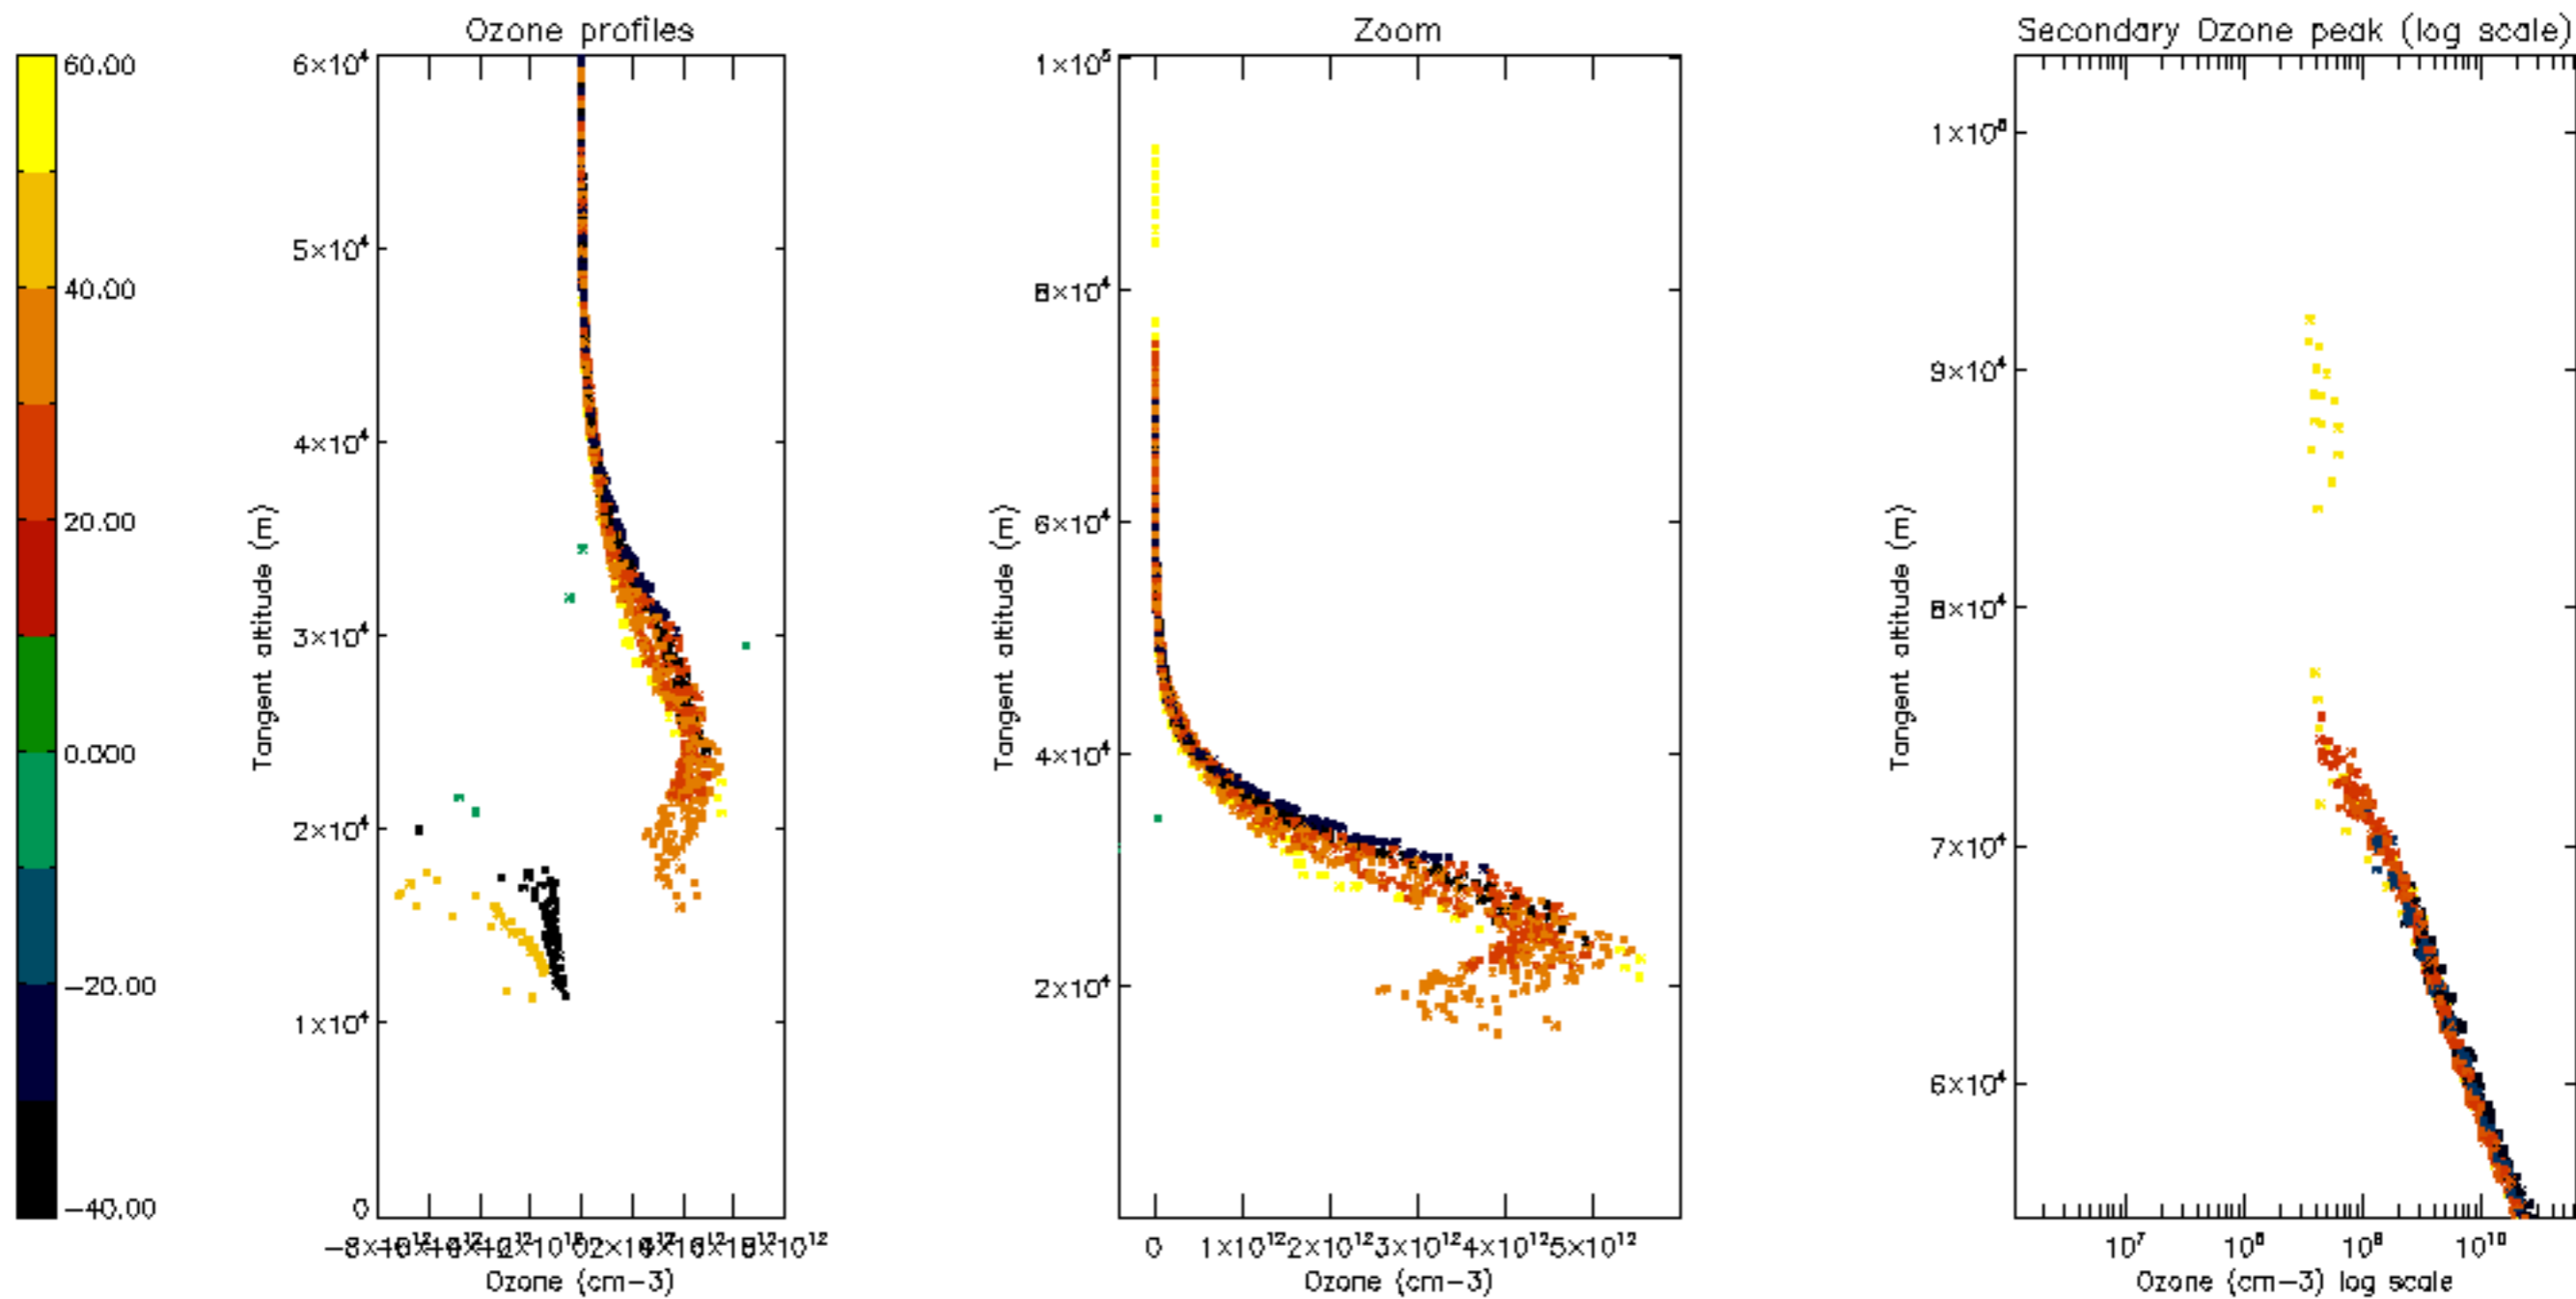 Ozone profiles
Zoom
Secondary Ozone peak (log scale)
60.00
40.00
20.00
0.000
−20.00
−40.00
6×10⁴
5×10⁴
4×10⁴
3×10⁴
2×10⁴
1×10⁴
0
Tangent altitude (m)
0
8×10¹²
Ozone (cm−3)
1×10⁵
8×10⁴
6×10⁴
4×10⁴
2×10⁴
Tangent altitude (m)
0 1×10¹² 2×10¹² 3×10¹² 4×10¹² 5×10¹²
Ozone (cm−3)
9×10⁴
8×10⁴
7×10⁴
6×10⁴
Tangent altitude (m)
10⁷ 10⁸ 10⁹ 10¹⁰
Ozone (cm−3) log scale